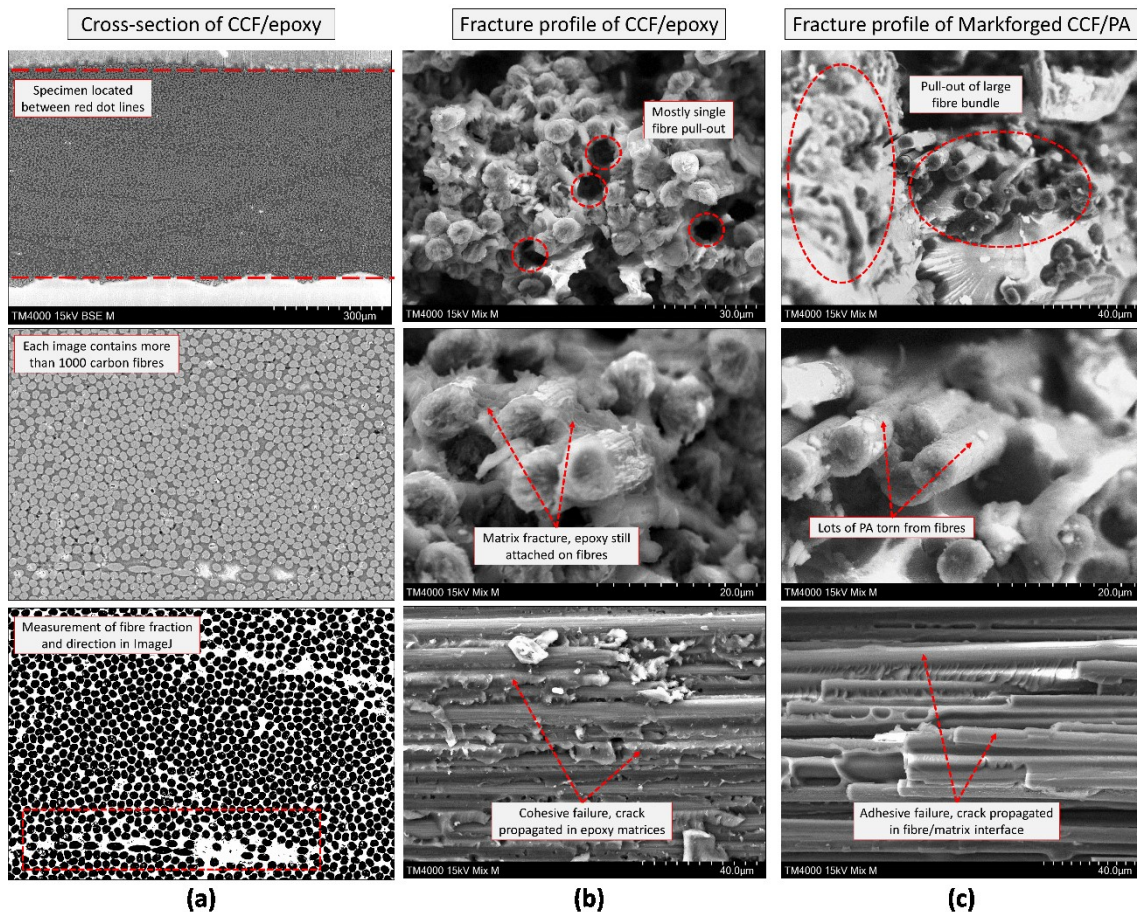 Cross-section of CCF/epoxy
Fracture profile of CCF/epoxy
Fracture profile of Markforged CCF/PA
Specimen located
between red dot lines
TM4000 15kV BSE M
300μm
Mostly single
fibre pull-out
TM4000 15kV Mix M
30.0μm
Pull-out of large
fibre bundle
TM4000 15kV Mix M
40.0μm
Each image contains more
than 1000 carbon fibres
Matrix fracture, epoxy still
attached on fibres
TM4000 15kV Mix M
20.0μm
Lots of PA torn from fibres
TM4000 15kV Mix M
20.0μm
Measurement of fibre fraction
and direction in ImageJ
Cohesive failure, crack
propagated in epoxy matrices
TM4000 15kV Mix M
40.0μm
Adhesive failure, crack propagated
in fibre/matrix interface
TM4000 15kV Mix M
40.0μm
(a)
(b)
(c)